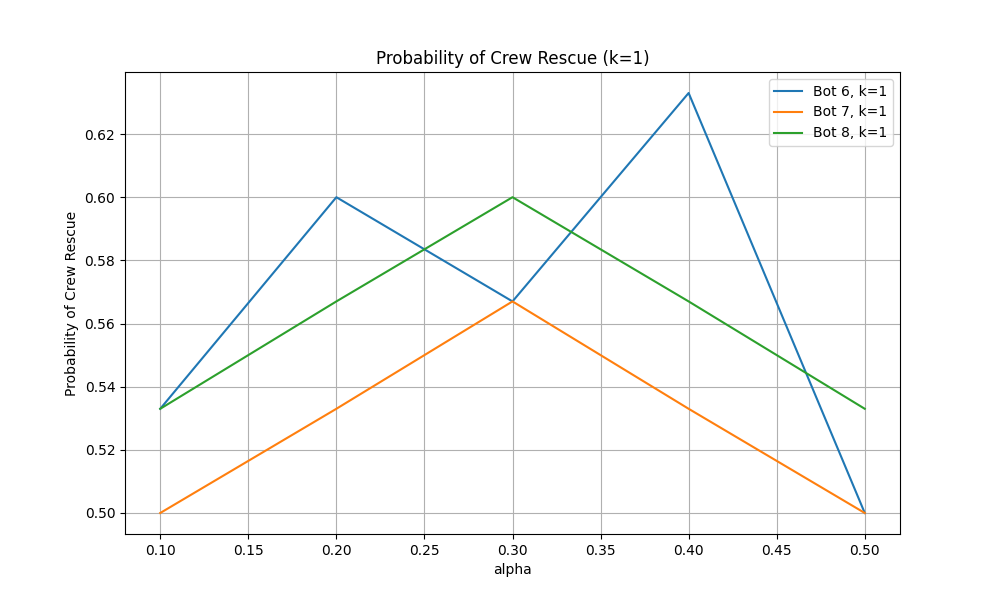 Probability of Crew Rescue (k=1)
Bot 6, k=1
Bot 7, k=1
Bot 8, k=1
Probability of Crew Rescue
0.62
0.60
0.58
0.56
0.54
0.52
0.50
0.10 0.15 0.20 0.25 0.30 0.35 0.40 0.45 0.50
alpha